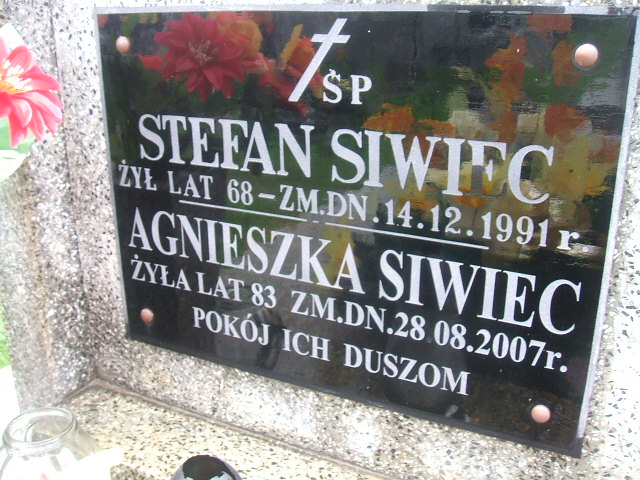 ŚP
STEFAN SIWIEC
ŻYŁ LAT 68 – ZM.DN.14.12.1991 r.
AGNIESZKA SIWIEC
ŻYŁA LAT 83 ZM.DN.28.08.2007r.
POKÓJ ICH DUSZOM